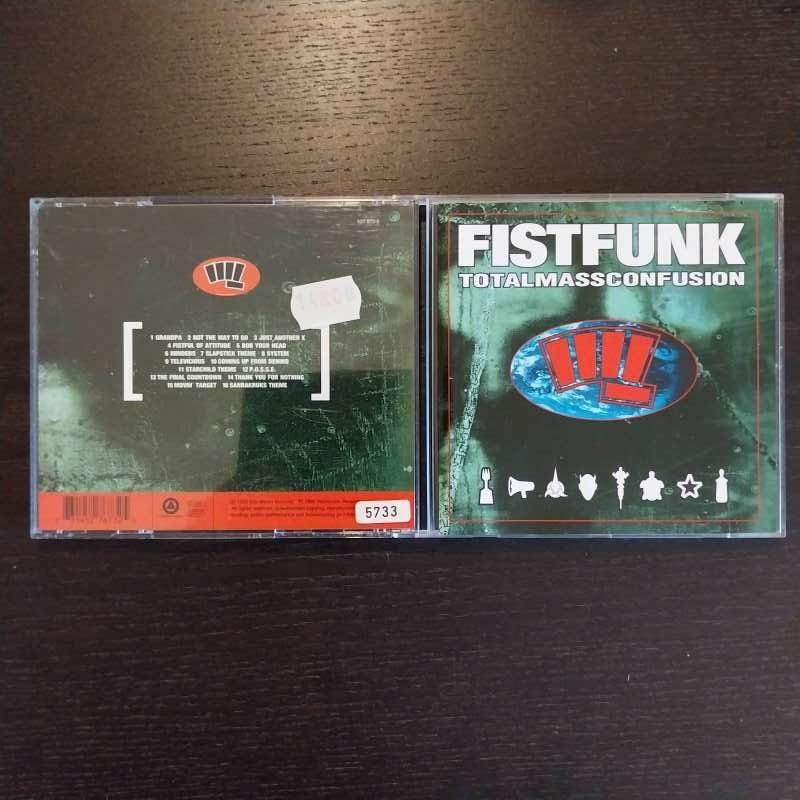 1 GRANDPA 2 NOT THE WAY TO GO 3 JUST ANOTHER X
4 FISTFUL OF ATTITUDE 5 BOB YOUR HEAD
6 HINDERS 7 SLAPSTICK THEME 8 SYSTEM
9 TELEVICIOUS 10 COMING UP FROM BEHIND
11 STARCHILD THEME 12 P.O.S.S.E.
13 THE FINAL COUNTDOWN 14 THANK YOU FOR NOTHING
15 MOVIN' TARGET 16 SANRAKRUKS THEME
5733
FISTFUNK
TOTALMASSCONFUSION